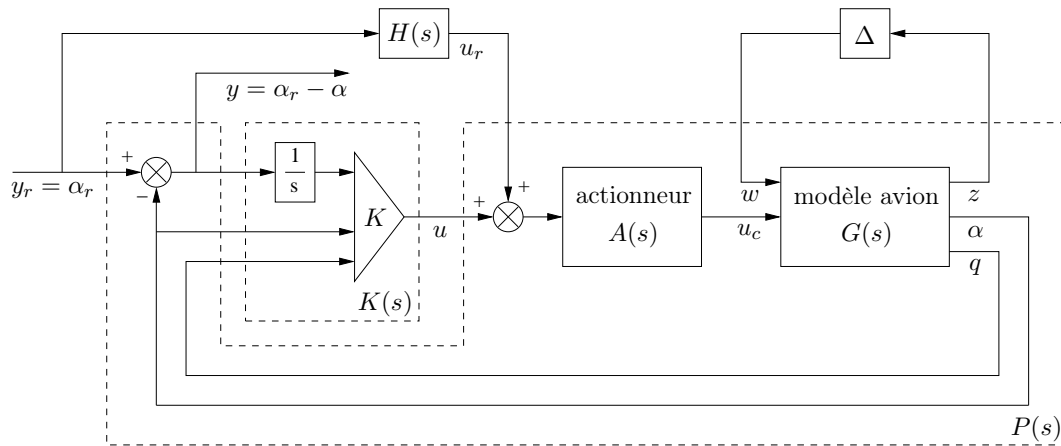 H(s)
u_r
Δ
y = α_r − α
+
y_r = α_r
-
1
s
K
K(s)
u
+
+
actionneur
A(s)
u_c
w
modèle avion
G(s)
z
α
q
P(s)